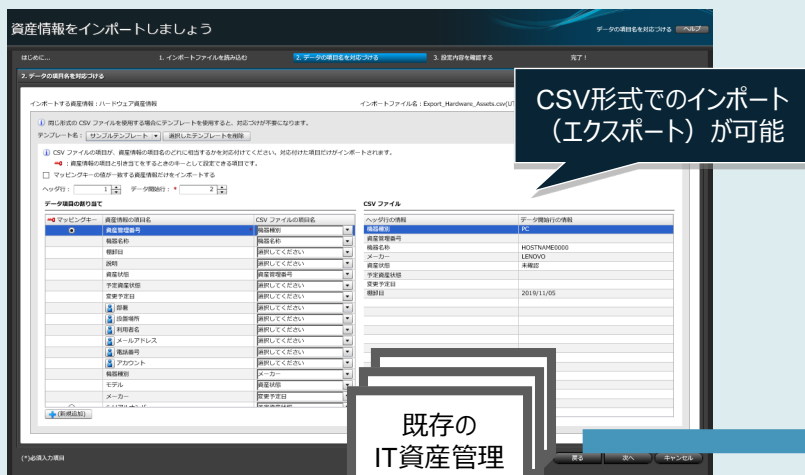 資産情報をインポートしましょう
データの項目名を対応づける ヘルプ
はじめに... 1. インポートファイルを読み込む 2. データの項目名を対応づける 3. 設定内容を確認する 完了！
2. データの項目名を対応づける
インポートする資産情報：ハードウェア資産情報 インポートファイル名：Export_Hardware_Assets.csv(UT
同じ形式の CSV ファイルを使用する場合にテンプレートを使用すると、対応づけが不要になります。
テンプレート名： サンプルテンプレート 選択したテンプレートを削除
CSV ファイルの項目が、資産情報の項目名のどれに相当するかを対応付けてください。対応付けた項目だけがインポートされます。
：資産情報の項目と引き当てをするときのキーとして設定できる項目です。
マッピングキーの値が一致する資産情報だけをインポートする
ヘッダ行： 1 データ開始行：* 2
データ項目の割り当て
マッピングキー 資産情報の項目名 CSV ファイルの項目名
資産管理番号 * 機器種別
機器名称 機器名称
棚卸日 選択してください
説明 選択してください
資産状態 資産管理番号
予定資産状態 選択してください
変更予定日 選択してください
部署 選択してください
設置場所 選択してください
利用者名 選択してください
メールアドレス 選択してください
電話番号 選択してください
アカウント 選択してください
機器種別 メーカー
モデル 資産状態
メーカー 変更予定日
(新規追加)
CSV ファイル
ヘッダ行の情報 データ開始行の情報
機器種別 PC
資産管理番号
機器名称 HOSTNAME0000
メーカー LENOVO
資産状態 未確認
予定資産状態
変更予定日
棚卸日 2019/11/05
CSV形式でのインポート
（エクスポート）が可能
既存の
IT資産管理
(*)必須入力項目
戻る 次へ キャンセル